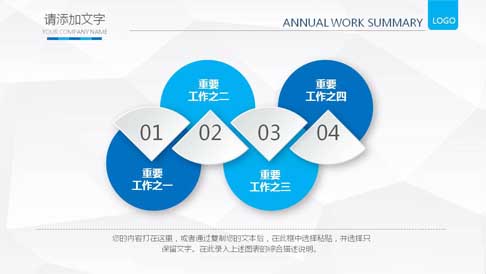 请添加文字
YOUR COMPANY NAME
ANNUAL WORK SUMMARY
LOGO
重要
工作之二
重要
工作之四
01
02
03
04
重要
工作之一
重要
工作之三
您的内容打在这里，或者通过复制您的文本后，在此框中选择粘贴，并选择只
保留文字。在此录入上述图表的综合描述说明。